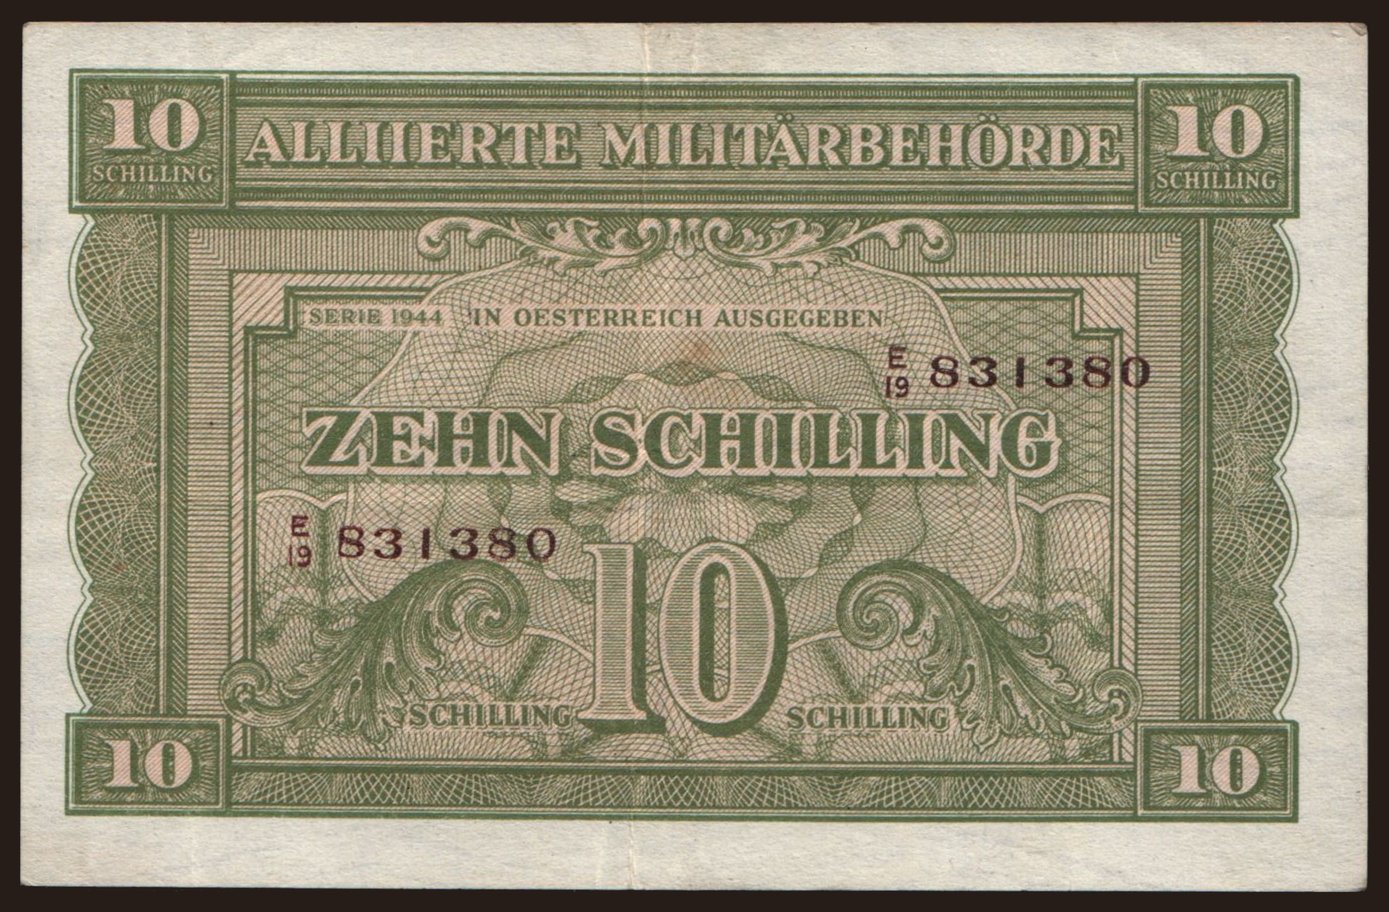 10 ALLIIERTE MILITÄRBEHÖRDE 10
SCHILLING SCHILLING
SERIE 1944 IN OESTERREICH AUSGEGEBEN
E/19 831380
ZEHN SCHILLING
E/19 831380
10
SCHILLING SCHILLING
10 10